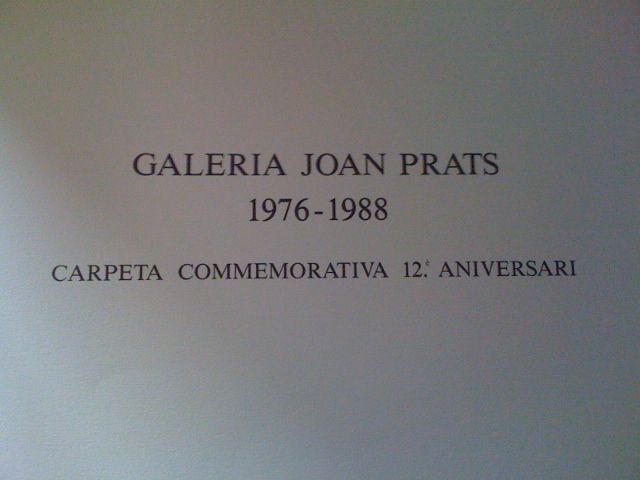 GALERIA JOAN PRATS
1976-1988
CARPETA COMMEMORATIVA 12.è ANIVERSARI